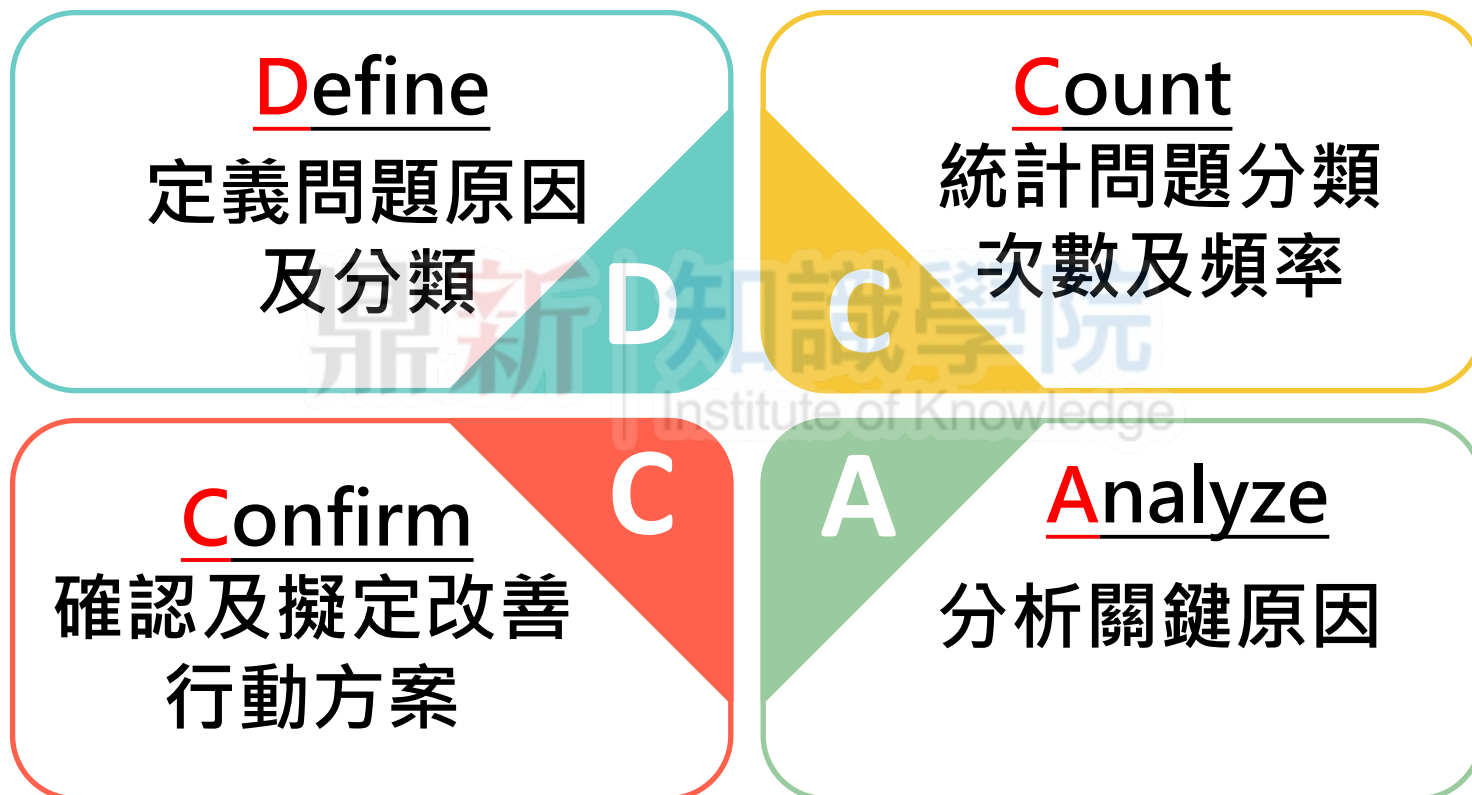 Define
定義問題原因
及分類
D
Count
統計問題分類
次數及頻率
C
鼎新 知識學院
Institute of Knowledge
Confirm
確認及擬定改善
行動方案
C
Analyze
分析關鍵原因
A